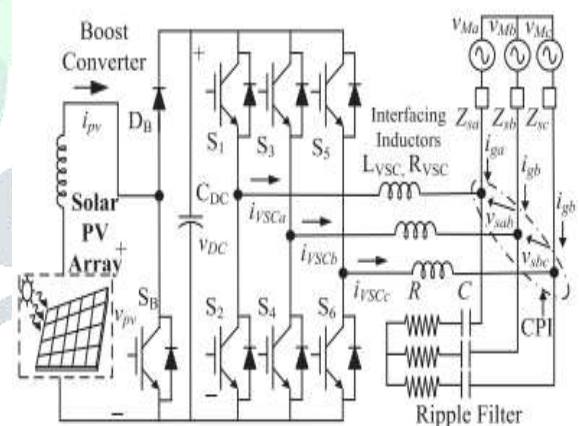 Boost
Converter
i_pv
D_B
Solar
PV
Array
+
v_pv
−
S_B
+
C_DC
v_DC
−
S_1
S_3
S_5
S_2
S_4
S_6
i_VSCa
i_VSCb
i_VSCc
Interfacing
Inductors
L_VSC, R_VSC
R
C
Ripple Filter
v_Ma
v_Mb
v_Mc
Z_sa
Z_sb
Z_sc
i_ga
i_gb
i_gb
v_sab
v_sbc
CPI